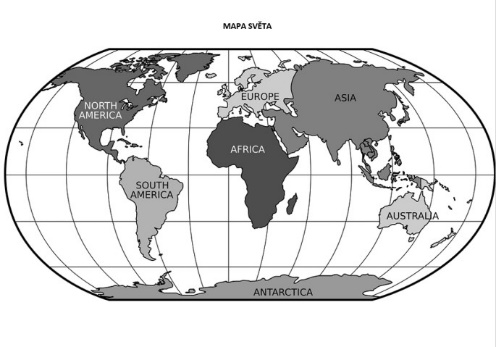 MAPA SVĚTA
NORTH
AMERICA
EUROPE
ASIA
AFRICA
SOUTH
AMERICA
AUSTRALIA
ANTARCTICA